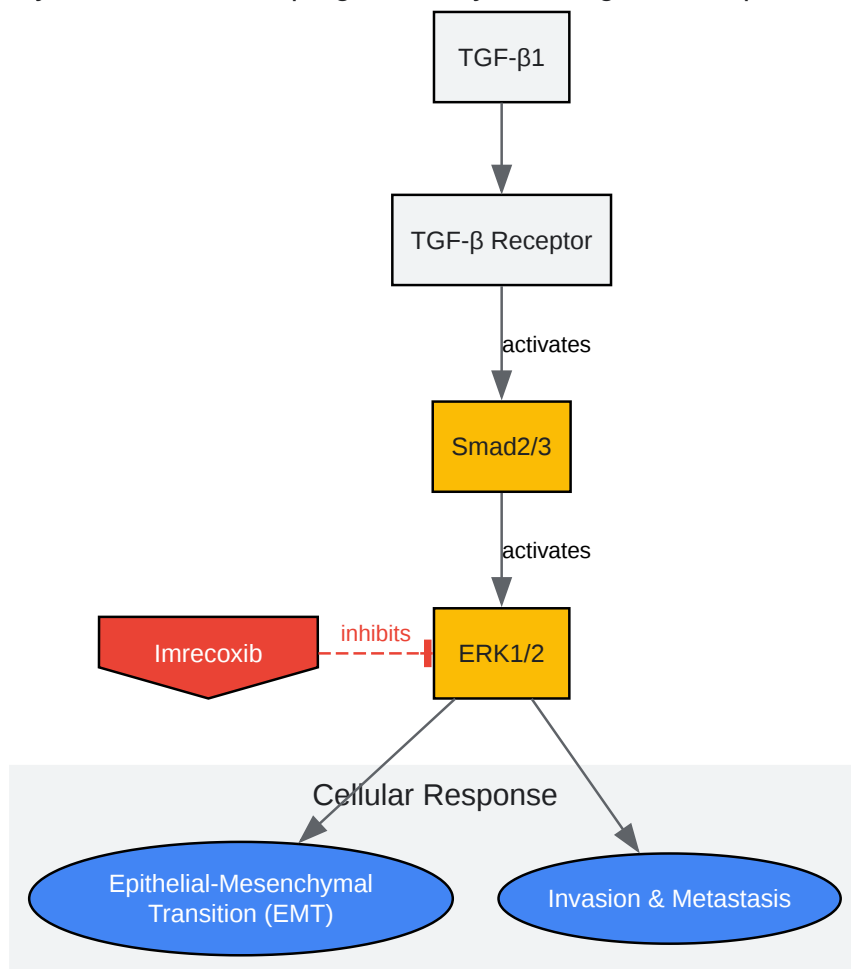 TGF-β1
TGF-β Receptor
activates
Smad2/3
activates
Imrecoxib
inhibits
ERK1/2
Cellular Response
Epithelial-Mesenchymal
Transition (EMT)
Invasion & Metastasis